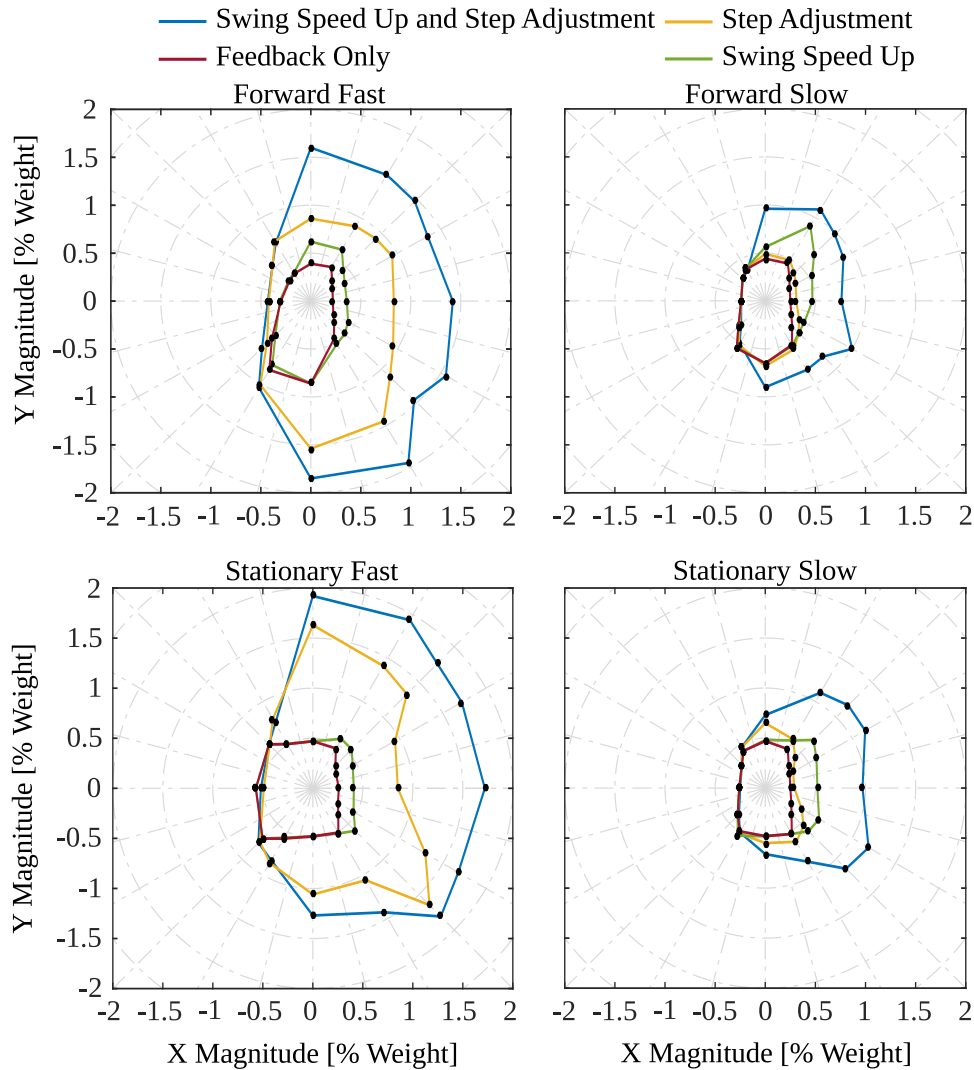 Swing Speed Up and Step Adjustment Step Adjustment
Feedback Only Swing Speed Up
Forward Fast Forward Slow
2
1.5
1
0.5
0
-0.5
-1
-1.5
-2
Y Magnitude [% Weight]
-2 -1.5 -1 -0.5 0 0.5 1 1.5 2 -2 -1.5 -1 -0.5 0 0.5 1 1.5 2
Stationary Fast Stationary Slow
2
1.5
1
0.5
0
-0.5
-1
-1.5
-2
Y Magnitude [% Weight]
-2 -1.5 -1 -0.5 0 0.5 1 1.5 2 -2 -1.5 -1 -0.5 0 0.5 1 1.5 2
X Magnitude [% Weight] X Magnitude [% Weight]